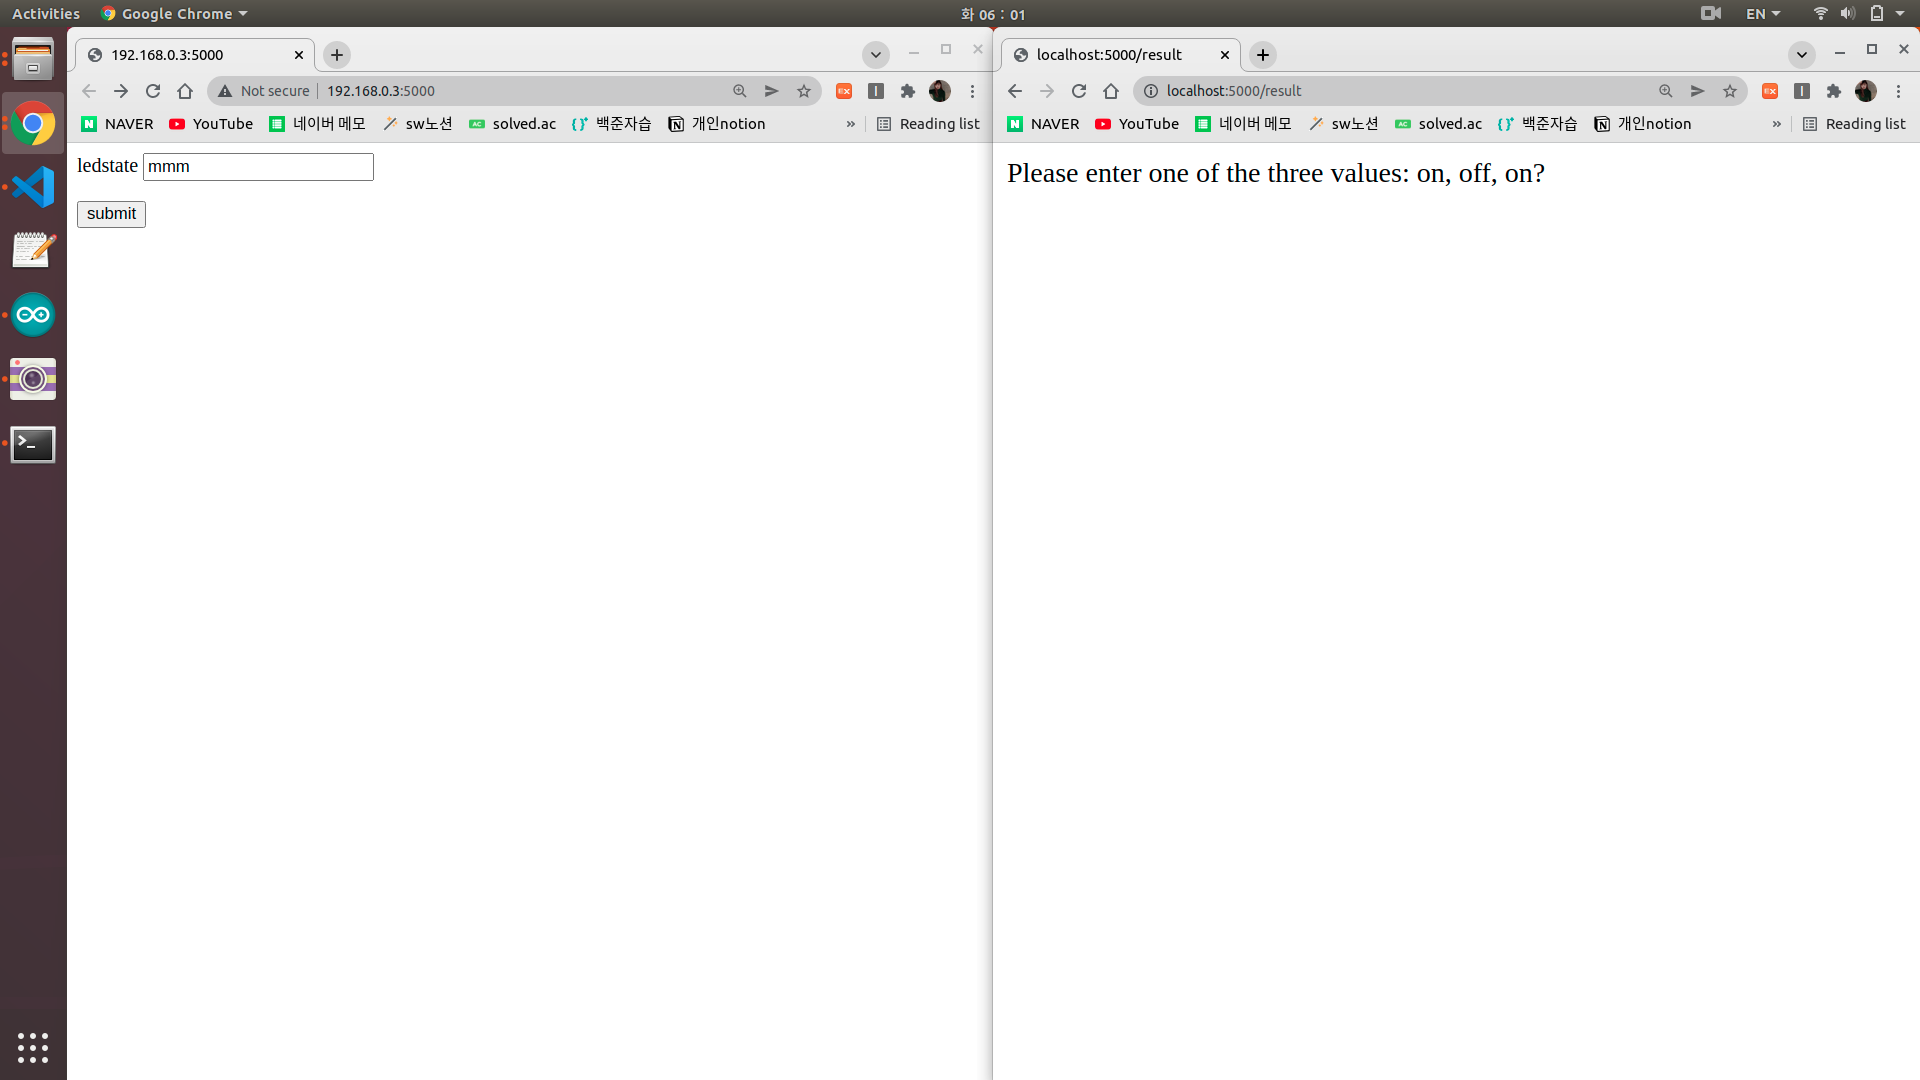 Activities Google Chrome 화 06 : 01 EN
192.168.0.3:5000
Not secure 192.168.0.3:5000
NAVER YouTube 네이버 메모 sw노션 solved.ac 백준자습 개인notion » Reading list
ledstate mmm
submit
localhost:5000/result
localhost:5000/result
NAVER YouTube 네이버 메모 sw노션 solved.ac 백준자습 개인notion » Reading list
Please enter one of the three values: on, off, on?